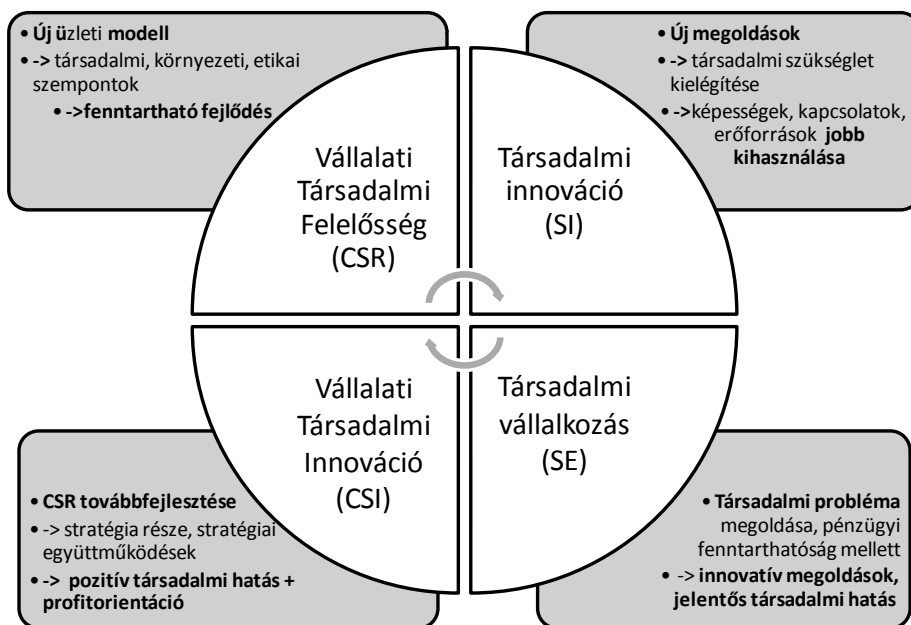 • Új üzleti modell
• -> társadalmi, környezeti, etikai
szempontok
• ->fenntartható fejlődés
• Új megoldások
• -> társadalmi szükséglet
kielégítése
• ->képességek, kapcsolatok,
erőforrások jobb
kihasználása
Vállalati
Társadalmi
Felelősség
(CSR)
Társadalmi
innováció
(SI)
Vállalati
Társadalmi
Innováció
(CSI)
Társadalmi
vállalkozás
(SE)
• CSR továbbfejlesztése
• -> stratégia része, stratégiai
együttműködések
• -> pozitív társadalmi hatás +
profitorientáció
• Társadalmi probléma
megoldása, pénzügyi
fenntarthatóság mellett
• -> innovatív megoldások,
jelentős társadalmi hatás